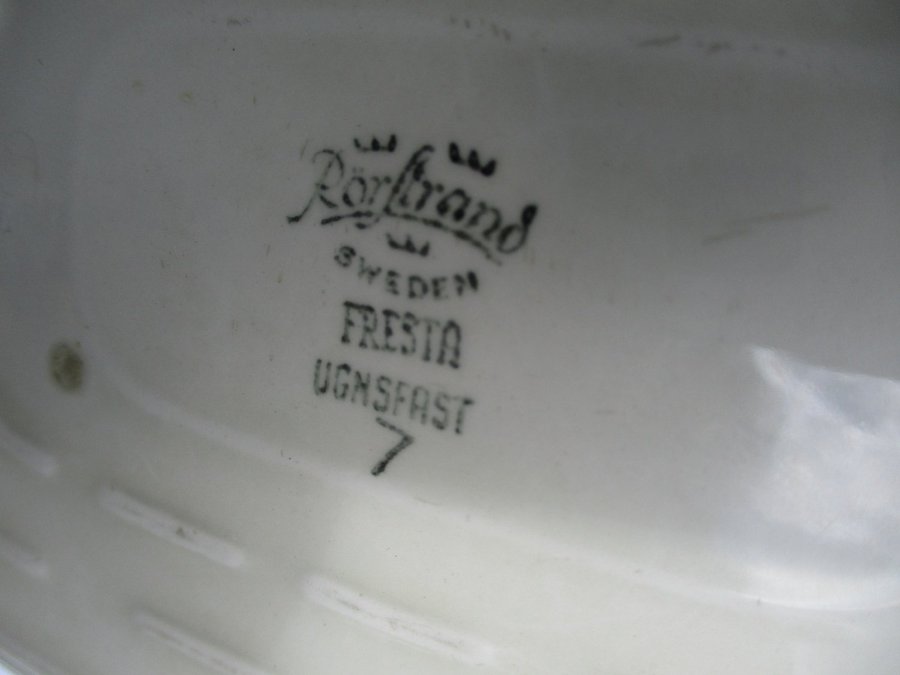 Rörstrand
SWEDEN
FRESTA
UGNSFAST
7